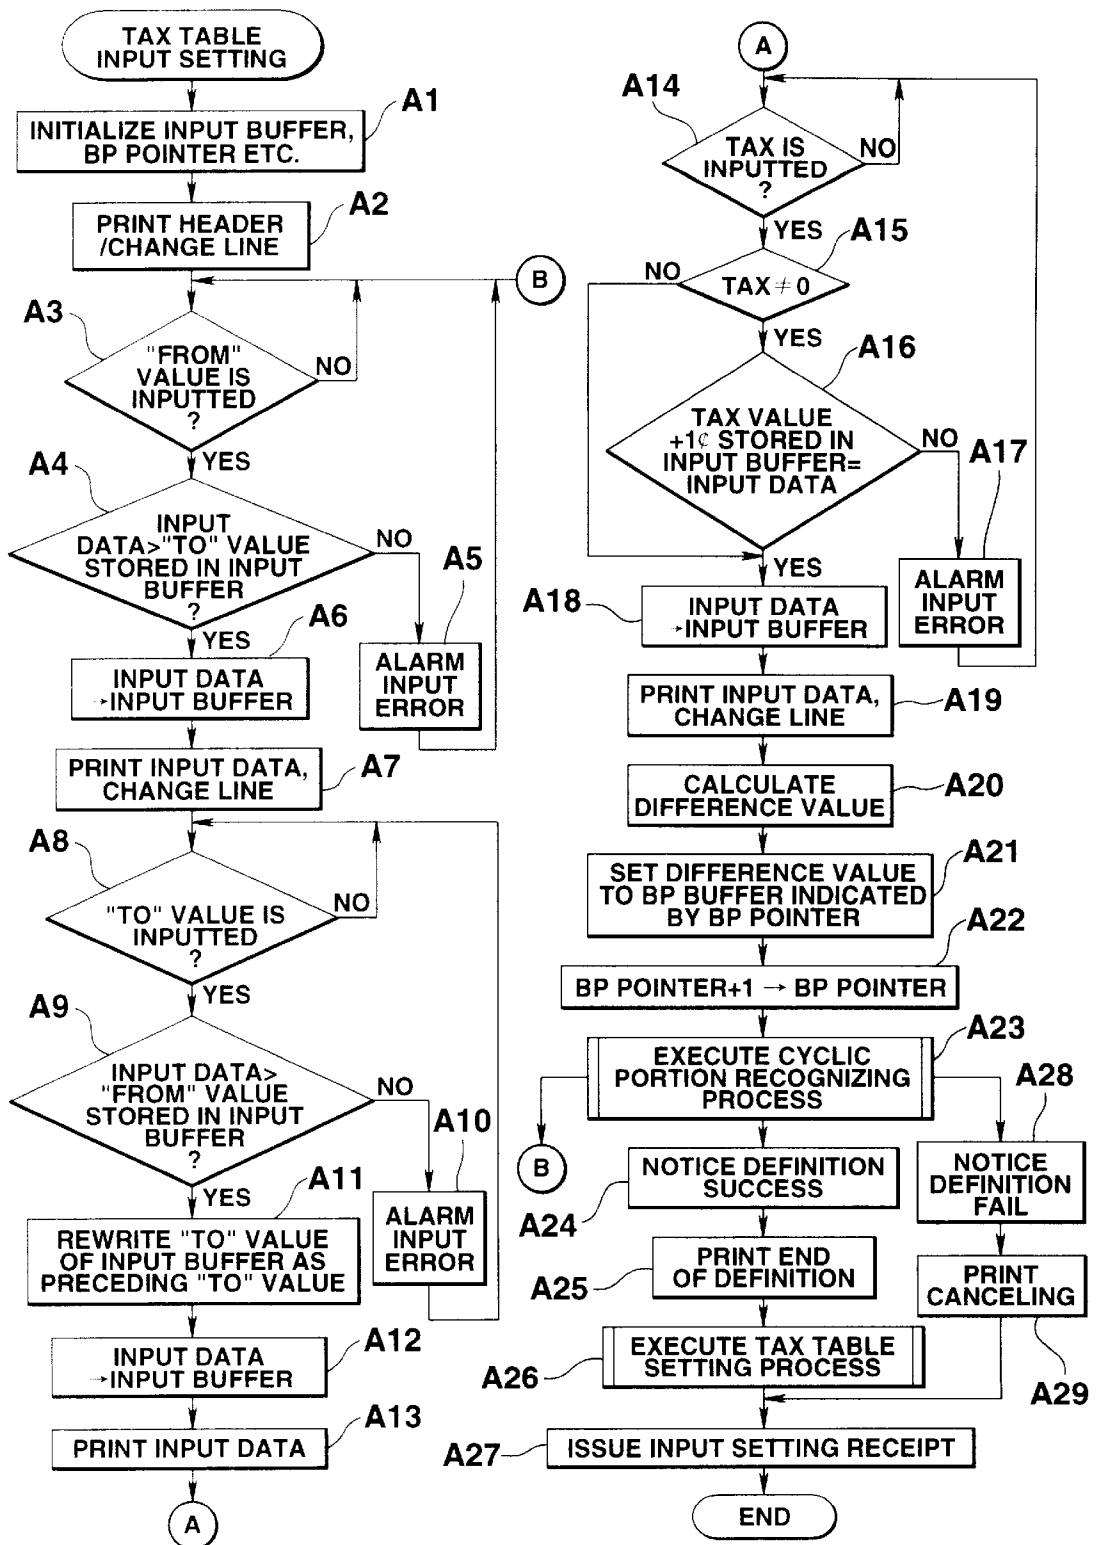 TAX TABLE
INPUT SETTING
A1
INITIALIZE INPUT BUFFER,
BP POINTER ETC.
A2
PRINT HEADER
/CHANGE LINE
B
A3
"FROM"
VALUE IS
INPUTTED
?
NO
YES
A4
INPUT
DATA>"TO" VALUE
STORED IN INPUT
BUFFER
?
NO
YES
A5
ALARM
INPUT
ERROR
A6
INPUT DATA
→INPUT BUFFER
A7
PRINT INPUT DATA,
CHANGE LINE
A8
"TO" VALUE IS
INPUTTED
?
NO
YES
A9
INPUT DATA>
"FROM" VALUE
STORED IN INPUT
BUFFER
?
NO
YES
A10
ALARM
INPUT
ERROR
A11
REWRITE "TO" VALUE
OF INPUT BUFFER AS
PRECEDING "TO" VALUE
A12
INPUT DATA
→INPUT BUFFER
A13
PRINT INPUT DATA
A
A
A14
TAX IS
INPUTTED
?
NO
YES
A15
TAX≠0
NO
YES
A16
TAX VALUE
+1¢ STORED IN
INPUT BUFFER=
INPUT DATA
NO
YES
A17
ALARM
INPUT
ERROR
A18
INPUT DATA
→INPUT BUFFER
A19
PRINT INPUT DATA,
CHANGE LINE
A20
CALCULATE
DIFFERENCE VALUE
A21
SET DIFFERENCE VALUE
TO BP BUFFER INDICATED
BY BP POINTER
A22
BP POINTER+1 → BP POINTER
A23
EXECUTE CYCLIC
PORTION RECOGNIZING
PROCESS
B
A24
NOTICE DEFINITION
SUCCESS
A28
NOTICE
DEFINITION
FAIL
A25
PRINT END
OF DEFINITION
PRINT
CANCELING
A29
A26
EXECUTE TAX TABLE
SETTING PROCESS
A27
ISSUE INPUT SETTING RECEIPT
END